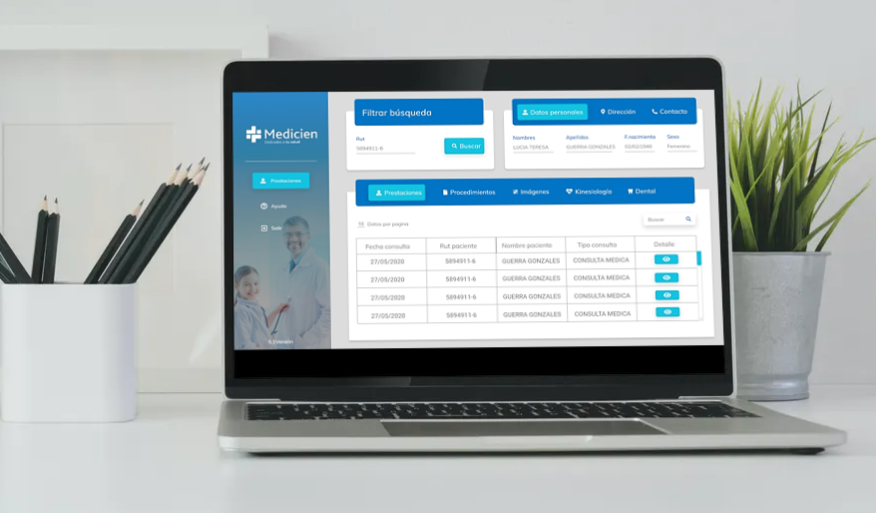 Medicien
Prestaciones
Ayuda
Salir
Filtrar búsqueda
Rut
5894911-6
Buscar
Datos personales Dirección Contacto
Nombres Apellidos F.nacimiento Sexo
LUCIA TERESA GUERRA GONZALES 02/02/1940 Femenino
Prestaciones Procedimientos Imágenes Kinesiología Dental
Datos por pagina Buscar
Fecha consulta Rut paciente Nombre paciente Tipo consulta Detalle
27/05/2020 5894911-6 GUERRA GONZALES CONSULTA MEDICA
27/05/2020 5894911-6 GUERRA GONZALES CONSULTA MEDICA
27/05/2020 5894911-6 GUERRA GONZALES CONSULTA MEDICA
27/05/2020 5894911-6 GUERRA GONZALES CONSULTA MEDICA